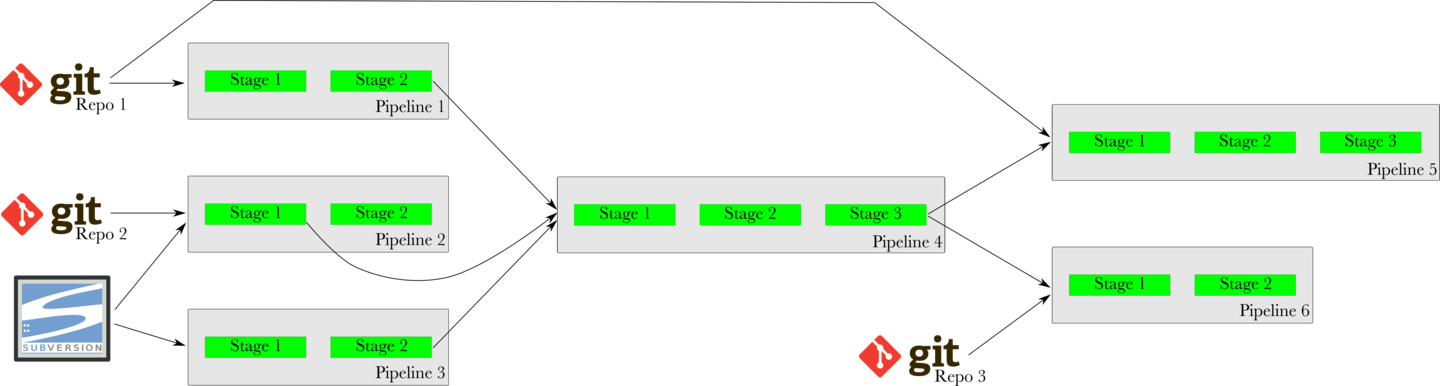 git
Repo 1
Stage 1
Stage 2
Pipeline 1
git
Repo 2
Stage 1
Stage 2
Pipeline 2
SUBVERSION
Stage 1
Stage 2
Pipeline 3
Stage 1
Stage 2
Stage 3
Pipeline 4
Stage 1
Stage 2
Stage 3
Pipeline 5
Stage 1
Stage 2
Pipeline 6
git
Repo 3